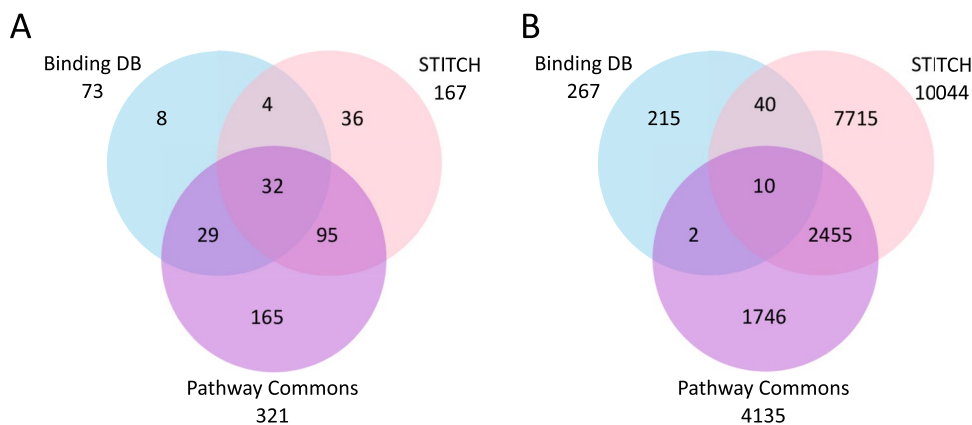 A
Binding DB
73
STITCH
167
8
4
36
32
29
95
165
Pathway Commons
321
B
Binding DB
267
STITCH
10044
215
40
7715
10
2
2455
1746
Pathway Commons
4135